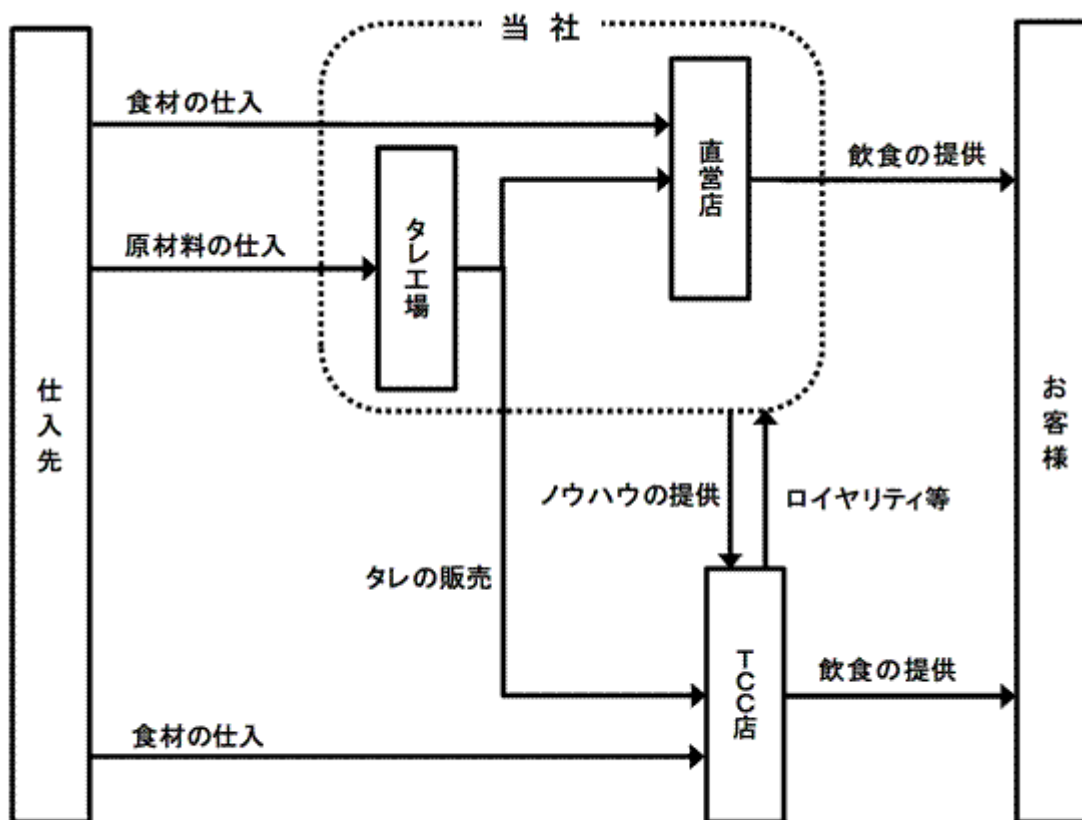 当社
食材の仕入
直営店
飲食の提供
原材料の仕入
タレ工場
仕入先
お客様
ノウハウの提供
ロイヤリティ等
タレの販売
TCC店
飲食の提供
食材の仕入